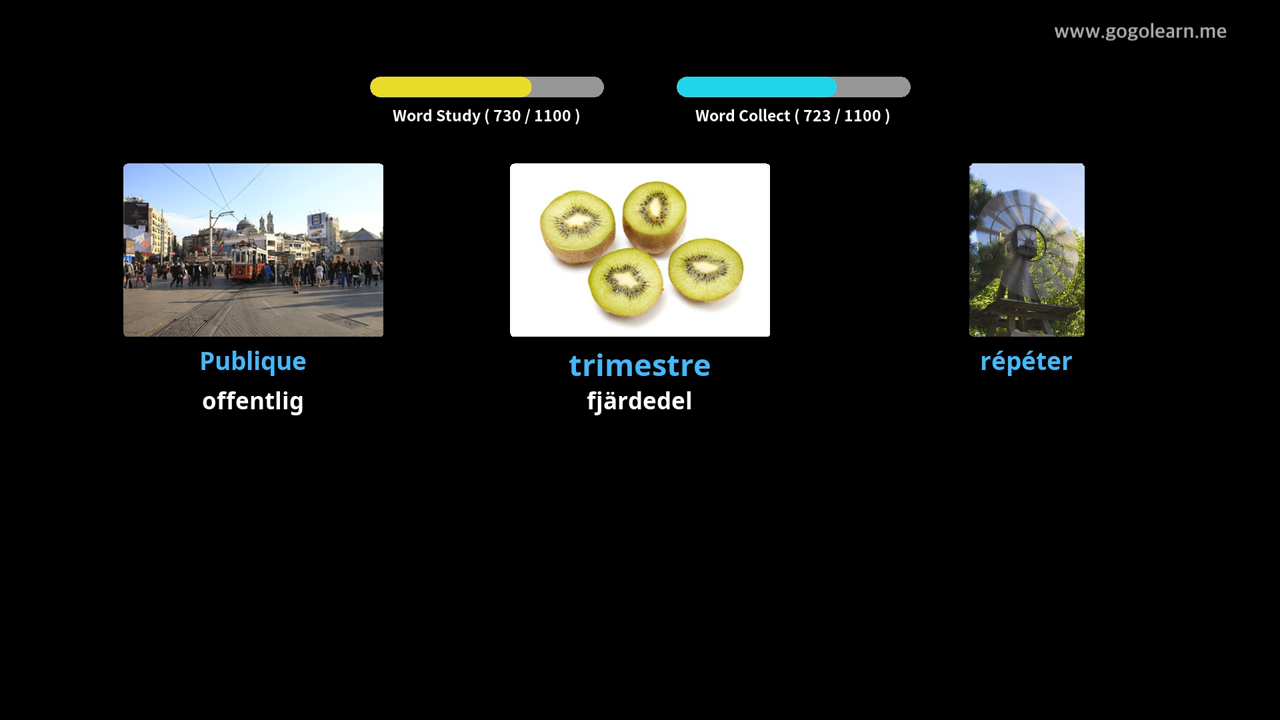 www.gogolearn.me
Word Study ( 730 / 1100 )
Word Collect ( 723 / 1100 )
Publique
offentlig
trimestre
fjärdedel
répéter